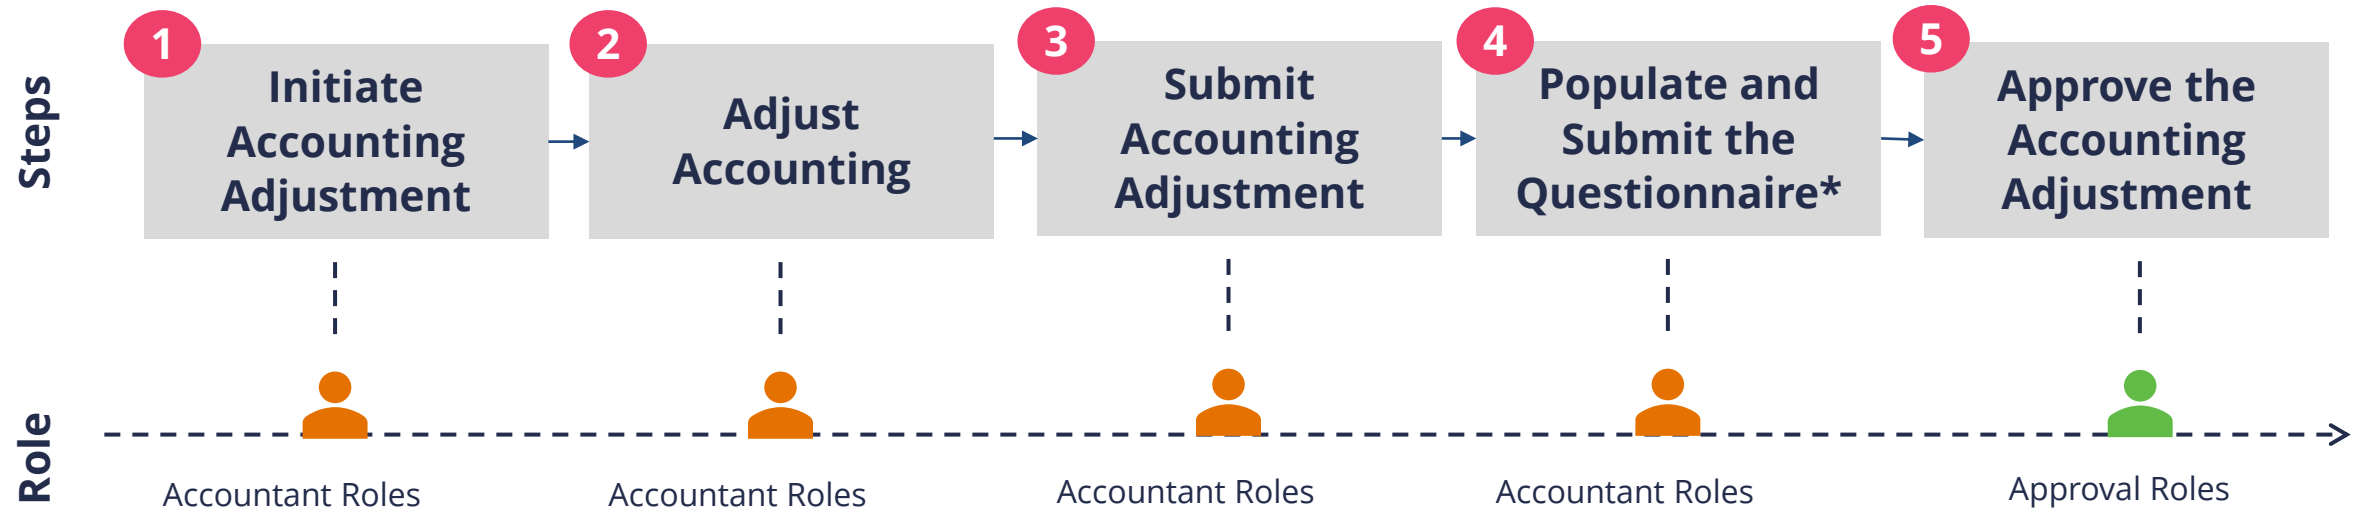 Steps
1
Initiate
Accounting
Adjustment
2
Adjust
Accounting
3
Submit
Accounting
Adjustment
4
Populate and
Submit the
Questionnaire*
5
Approve the
Accounting
Adjustment
Role
Accountant Roles
Accountant Roles
Accountant Roles
Accountant Roles
Approval Roles